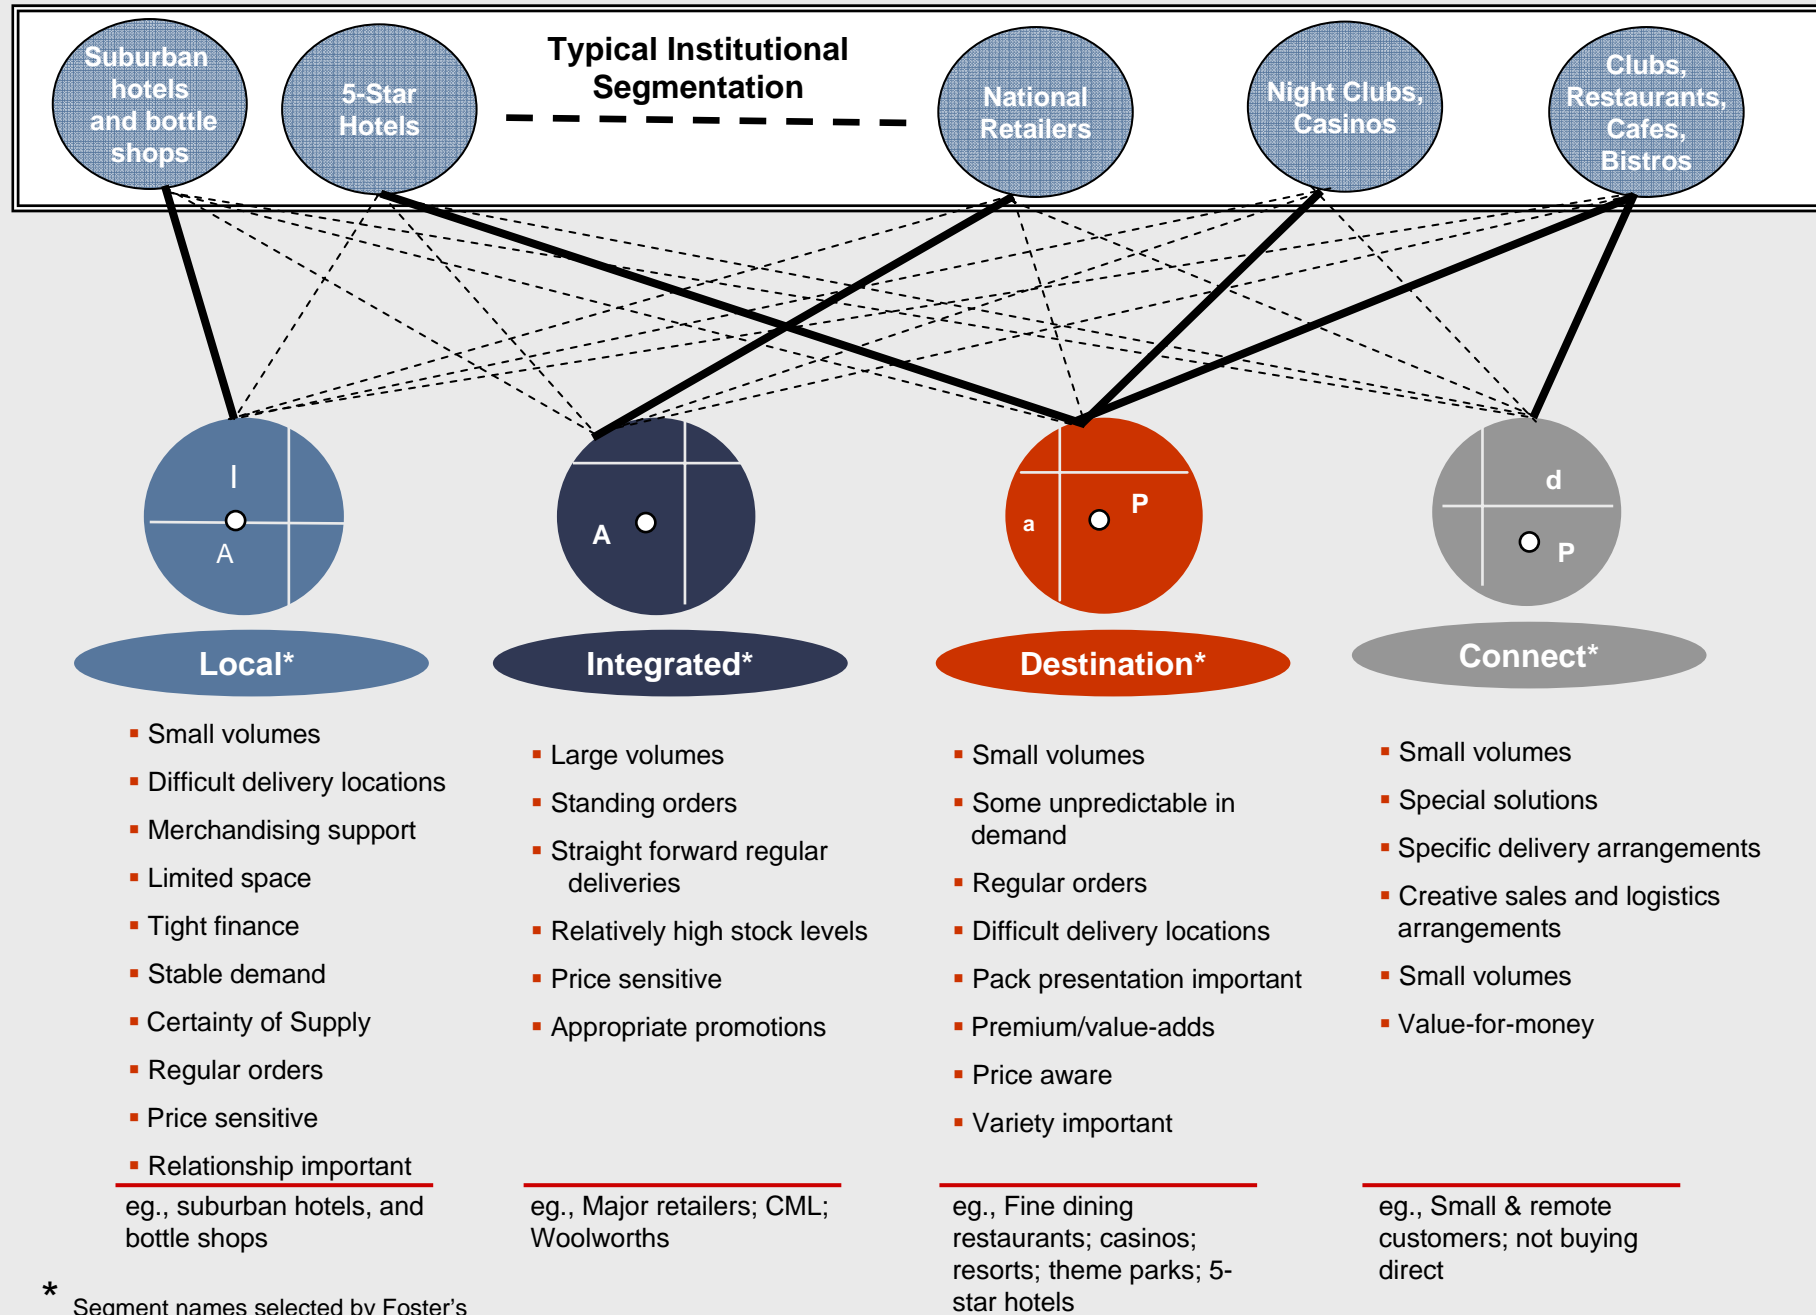 Suburban
hotels
and bottle
shops
5-Star
Hotels
Typical Institutional
Segmentation
National
Retailers
Night Clubs,
Casinos
Clubs,
Restaurants,
Cafes,
Bistros
I
A
A
a
P
d
P
Local*
Integrated*
Destination*
Connect*
▪ Small volumes
▪ Difficult delivery locations
▪ Merchandising support
▪ Limited space
▪ Tight finance
▪ Stable demand
▪ Certainty of Supply
▪ Regular orders
▪ Price sensitive
▪ Relationship important
eg., suburban hotels, and
bottle shops
▪ Large volumes
▪ Standing orders
▪ Straight forward regular
deliveries
▪ Relatively high stock levels
▪ Price sensitive
▪ Appropriate promotions
eg., Major retailers; CML;
Woolworths
▪ Small volumes
▪ Some unpredictable in
demand
▪ Regular orders
▪ Difficult delivery locations
▪ Pack presentation important
▪ Premium/value-adds
▪ Price aware
▪ Variety important
eg., Fine dining
restaurants; casinos;
resorts; theme parks; 5-
star hotels
▪ Small volumes
▪ Special solutions
▪ Specific delivery arrangements
▪ Creative sales and logistics
arrangements
▪ Small volumes
▪ Value-for-money
eg., Small & remote
customers; not buying
direct
* Segment names selected by Foster's